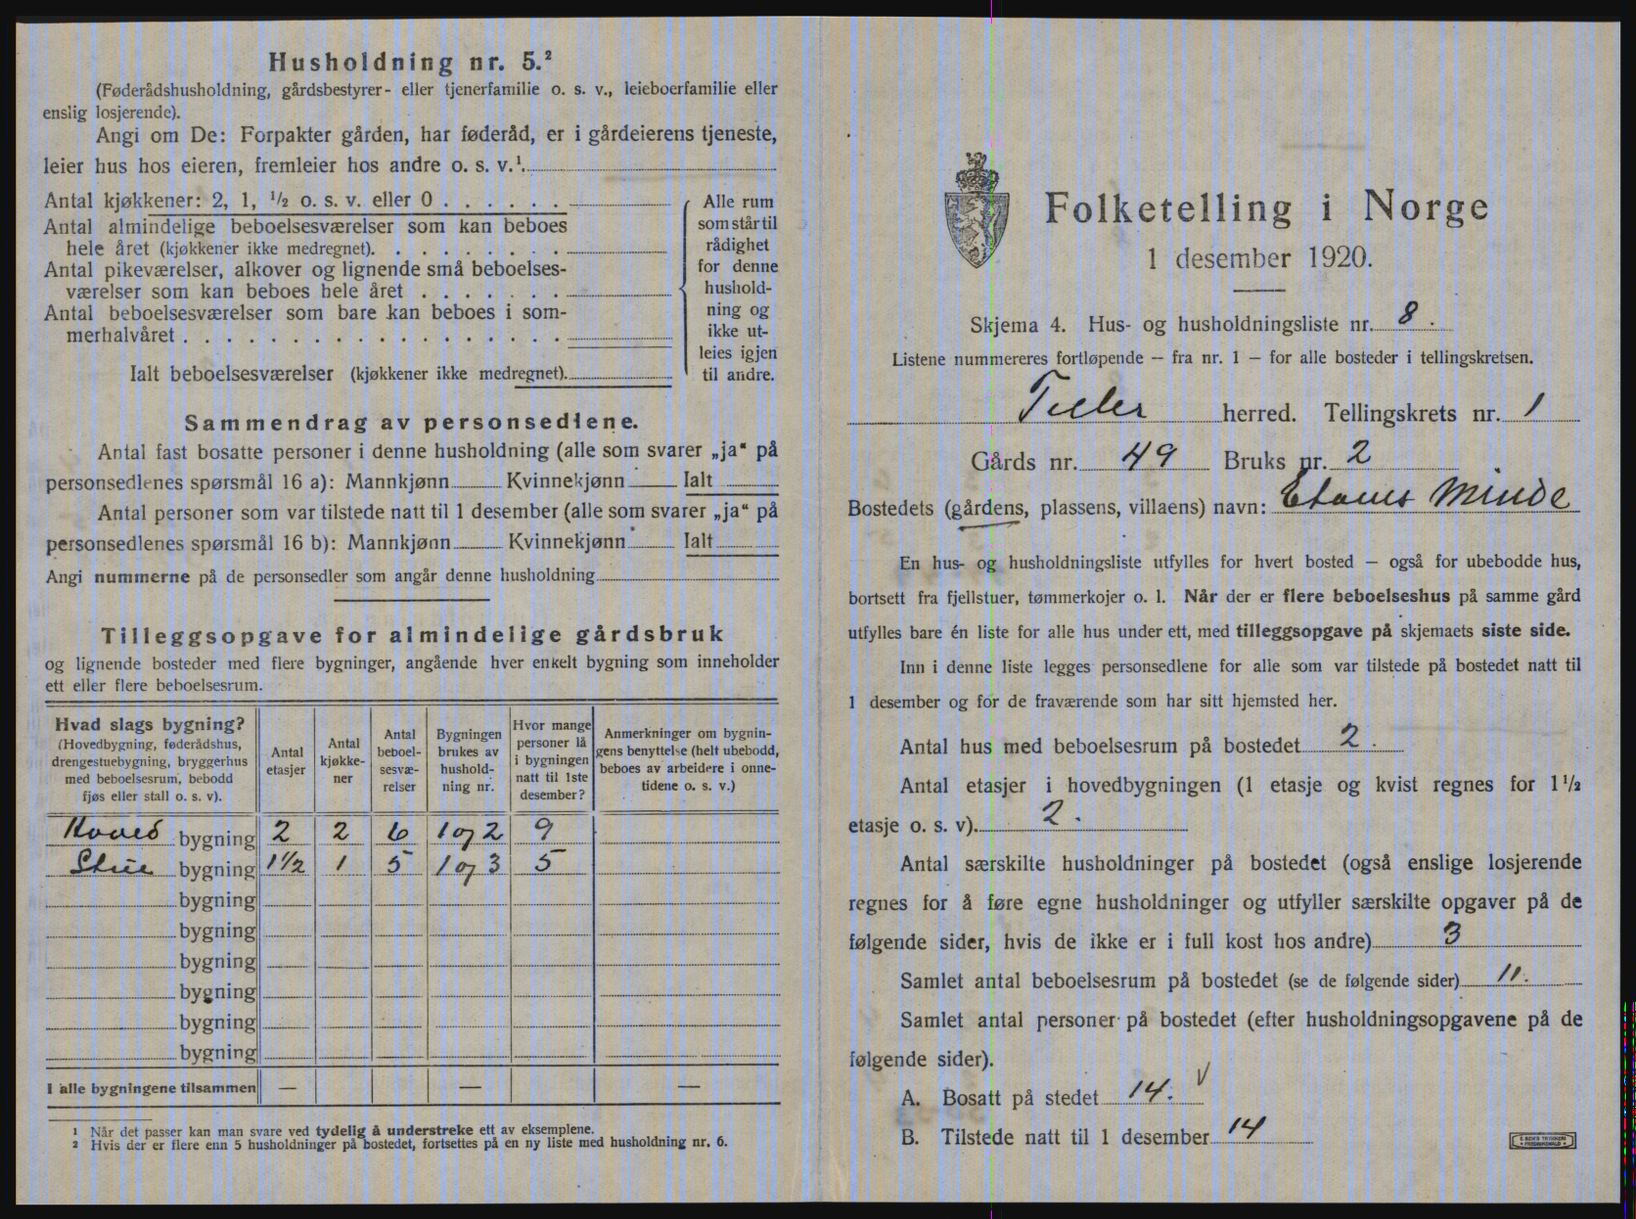 Husholdning nr. 5.²
(Føderådshusholdning, gårdsbestyrer- eller tjenerfamilie o. s. v., leieboerfamilie eller
enslig losjerende).
Angi om De: Forpakter gården, har føderåd, er i gårdeierens tjeneste,
leier hus hos eieren, fremleier hos andre o. s. v.¹.
Antal kjøkkener: 2, 1, ½ o. s. v. eller 0 . . . . . .
Antal almindelige beboelsesværelser som kan beboes
hele året (kjøkkener ikke medregnet). . . . . . . . .
Antal pikeværelser, alkover og lignende små beboelses-
værelser som kan beboes hele året . . . . . . .
Antal beboelsesværelser som bare kan beboes i som-
merhalvåret . . . . . . . . . . . . . . . . . .
Alle rum
som står til
rådighet
for denne
hushold-
ning og
ikke ut-
leies igjen
til andre.
Ialt beboelsesværelser (kjøkkener ikke medregnet).
Sammendrag av personsedlene.
Antal fast bosatte personer i denne husholdning (alle som svarer „ja“ på
personsedlenes spørsmål 16 a): Mannkjønn Kvinnekjønn Ialt
Antal personer som var tilstede natt til 1 desember (alle som svarer „ja“ på
personsedlenes spørsmål 16 b): Mannkjønn Kvinnekjønn Ialt
Angi nummerne på de personsedler som angår denne husholdning
Tilleggsopgave for almindelige gårdsbruk
og lignende bosteder med flere bygninger, angående hver enkelt bygning som inneholder
ett eller flere beboelsesrum.
Hvad slags bygning?
(Hovedbygning, føderådshus,
drengestuebygning, bryggerhus
med beboelsesrum, bebodd
fjøs eller stall o. s. v).
Antal
etasjer
Antal
kjøkke-
ner
Antal
beboel-
sesvæ-
relser
Bygningen
brukes av
hushold-
ning nr.
Hvor mange
personer lå
i bygningen
natt til 1ste
desember?
Anmerkninger om bygnin-
gens benyttelse (helt ubebodd,
beboes av arbeidere i onne-
tidene o. s. v.)
bygning 2 2 6 1 og 2 9
bygning 1½ 1 5 1 og 3 5
bygning
bygning
bygning
bygning
bygning
bygning
I alle bygningene tilsammen — — —
¹ Når det passer kan man svare ved tydelig å understreke ett av eksemplene.
² Hvis der er flere enn 5 husholdninger på bostedet, fortsettes på en ny liste med husholdning nr. 6.
Folketelling i Norge
1 desember 1920.
Skjema 4. Hus- og husholdningsliste nr. 8.
Listene nummereres fortløpende — fra nr. 1 — for alle bosteder i tellingskretsen.
Tiller herred. Tellingskrets nr. 1
Gårds nr. 49 Bruks nr. 2
Bostedets (gårdens, plassens, villaens) navn: Minde
En hus- og husholdningsliste utfylles for hvert bosted — også for ubebodde hus,
bortsett fra fjellstuer, tømmerkojer o. l. Når der er flere beboelseshus på samme gård
utfylles bare én liste for alle hus under ett, med tilleggsopgave på skjemaets siste side.
Inn i denne liste legges personsedlene for alle som var tilstede på bostedet natt til
1 desember og for de fraværende som har sitt hjemsted her.
Antal hus med beboelsesrum på bostedet 2.
Antal etasjer i hovedbygningen (1 etasje og kvist regnes for 1½
etasje o. s. v). 2.
Antal særskilte husholdninger på bostedet (også enslige losjerende
regnes for å føre egne husholdninger og utfyller særskilte opgaver på de
følgende sider, hvis de ikke er i full kost hos andre) 3
Samlet antal beboelsesrum på bostedet (se de følgende sider) 11.
Samlet antal personer på bostedet (efter husholdningsopgavene på de
følgende sider).
A. Bosatt på stedet 14. V
B. Tilstede natt til 1 desember 14